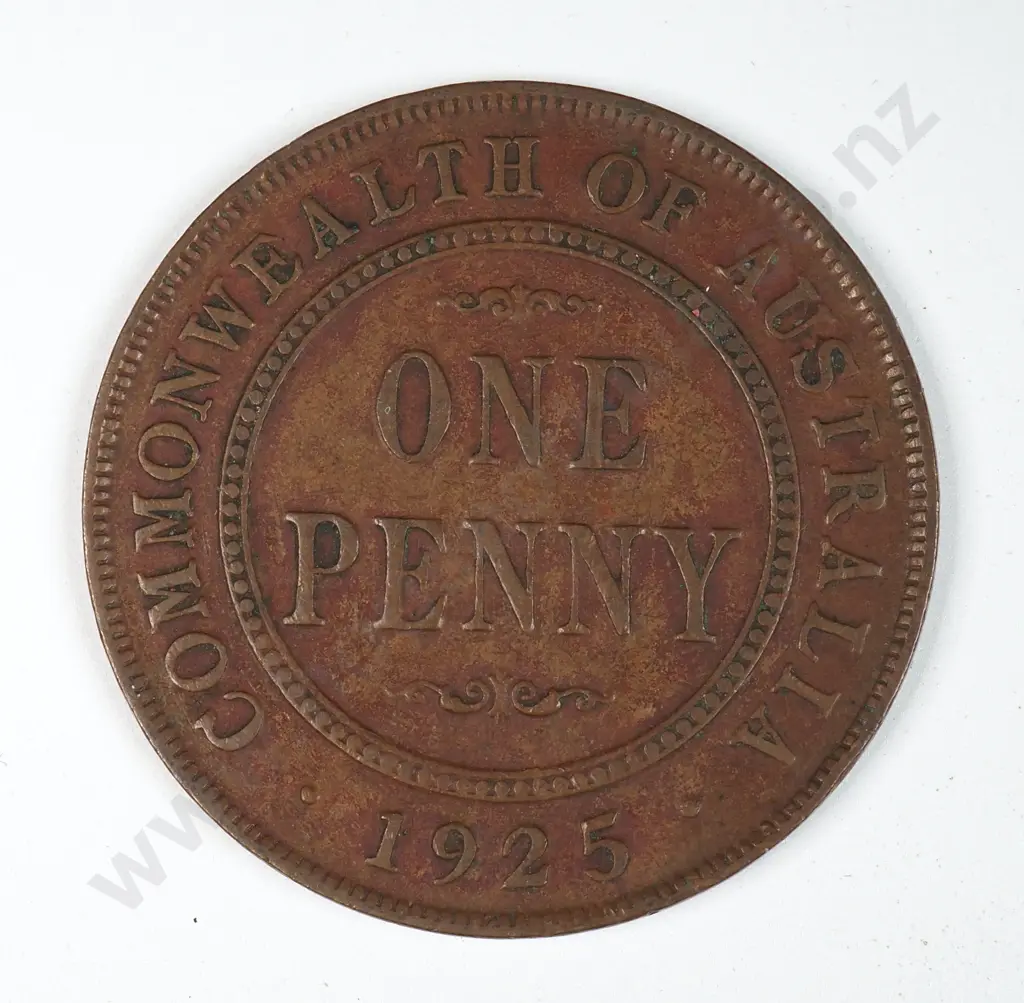 COMMONWEALTH OF AUSTRALIA
ONE
PENNY
· 1925 ·